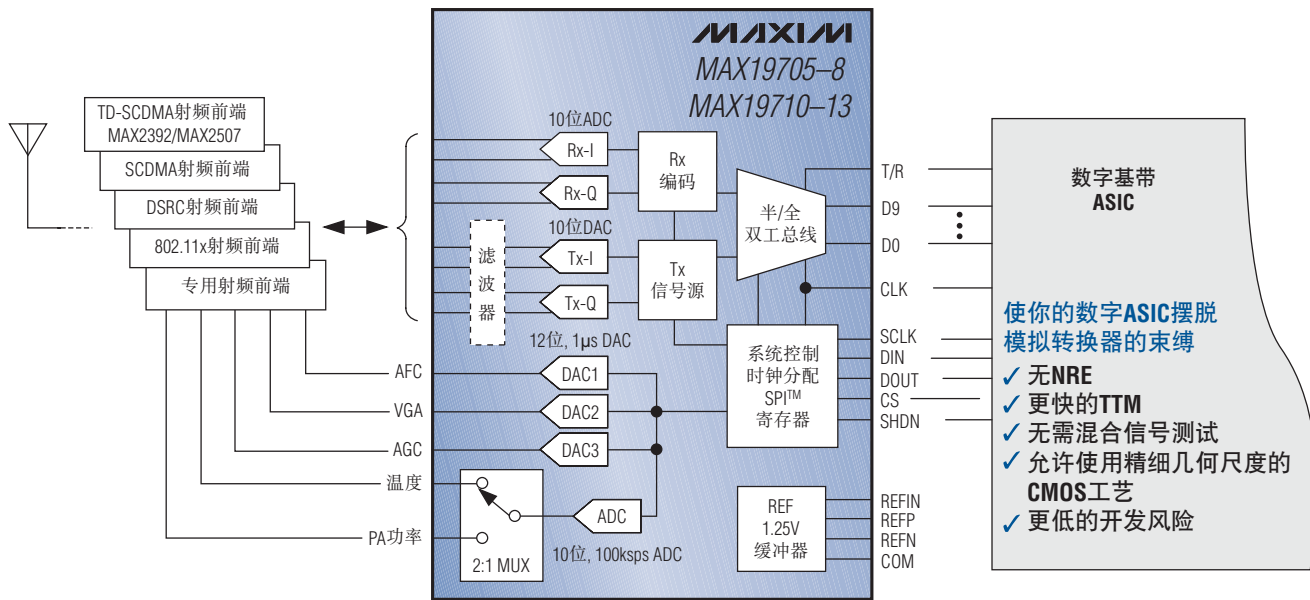 MAXIM
MAX19705–8
MAX19710–13
TD-SCDMA射频前端
MAX2392/MAX2507
SCDMA射频前端
DSRC射频前端
802.11x射频前端
专用射频前端
AFC
VGA
AGC
温度
PA功率
10位ADC
Rx-I
Rx-Q
10位DAC
Tx-I
Tx-Q
滤波器
12位, 1µs DAC
DAC1
DAC2
DAC3
ADC
10位, 100ksps ADC
2:1 MUX
Rx
编码
Tx
信号源
半/全
双工总线
系统控制
时钟分配
SPI™
寄存器
REF
1.25V
缓冲器
T/R
D9
D0
CLK
SCLK
DIN
DOUT
CS
SHDN
REFIN
REFP
REFN
COM
数字基带
ASIC
使你的数字ASIC摆脱
模拟转换器的束缚
✓ 无NRE
✓ 更快的TTM
✓ 无需混合信号测试
✓ 允许使用精细几何尺度的
CMOS工艺
✓ 更低的开发风险